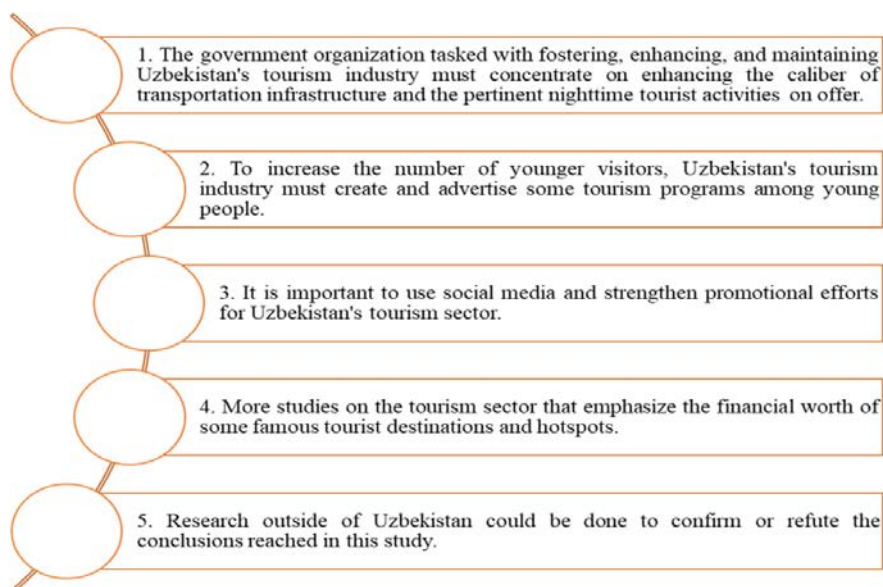 1. The government organization tasked with fostering, enhancing, and maintaining
Uzbekistan's tourism industry must concentrate on enhancing the caliber of
transportation infrastructure and the pertinent nighttime tourist activities on offer.
2. To increase the number of younger visitors, Uzbekistan's tourism
industry must create and advertise some tourism programs among young
people.
3. It is important to use social media and strengthen promotional efforts
for Uzbekistan's tourism sector.
4. More studies on the tourism sector that emphasize the financial worth of
some famous tourist destinations and hotspots.
5. Research outside of Uzbekistan could be done to confirm or refute the
conclusions reached in this study.